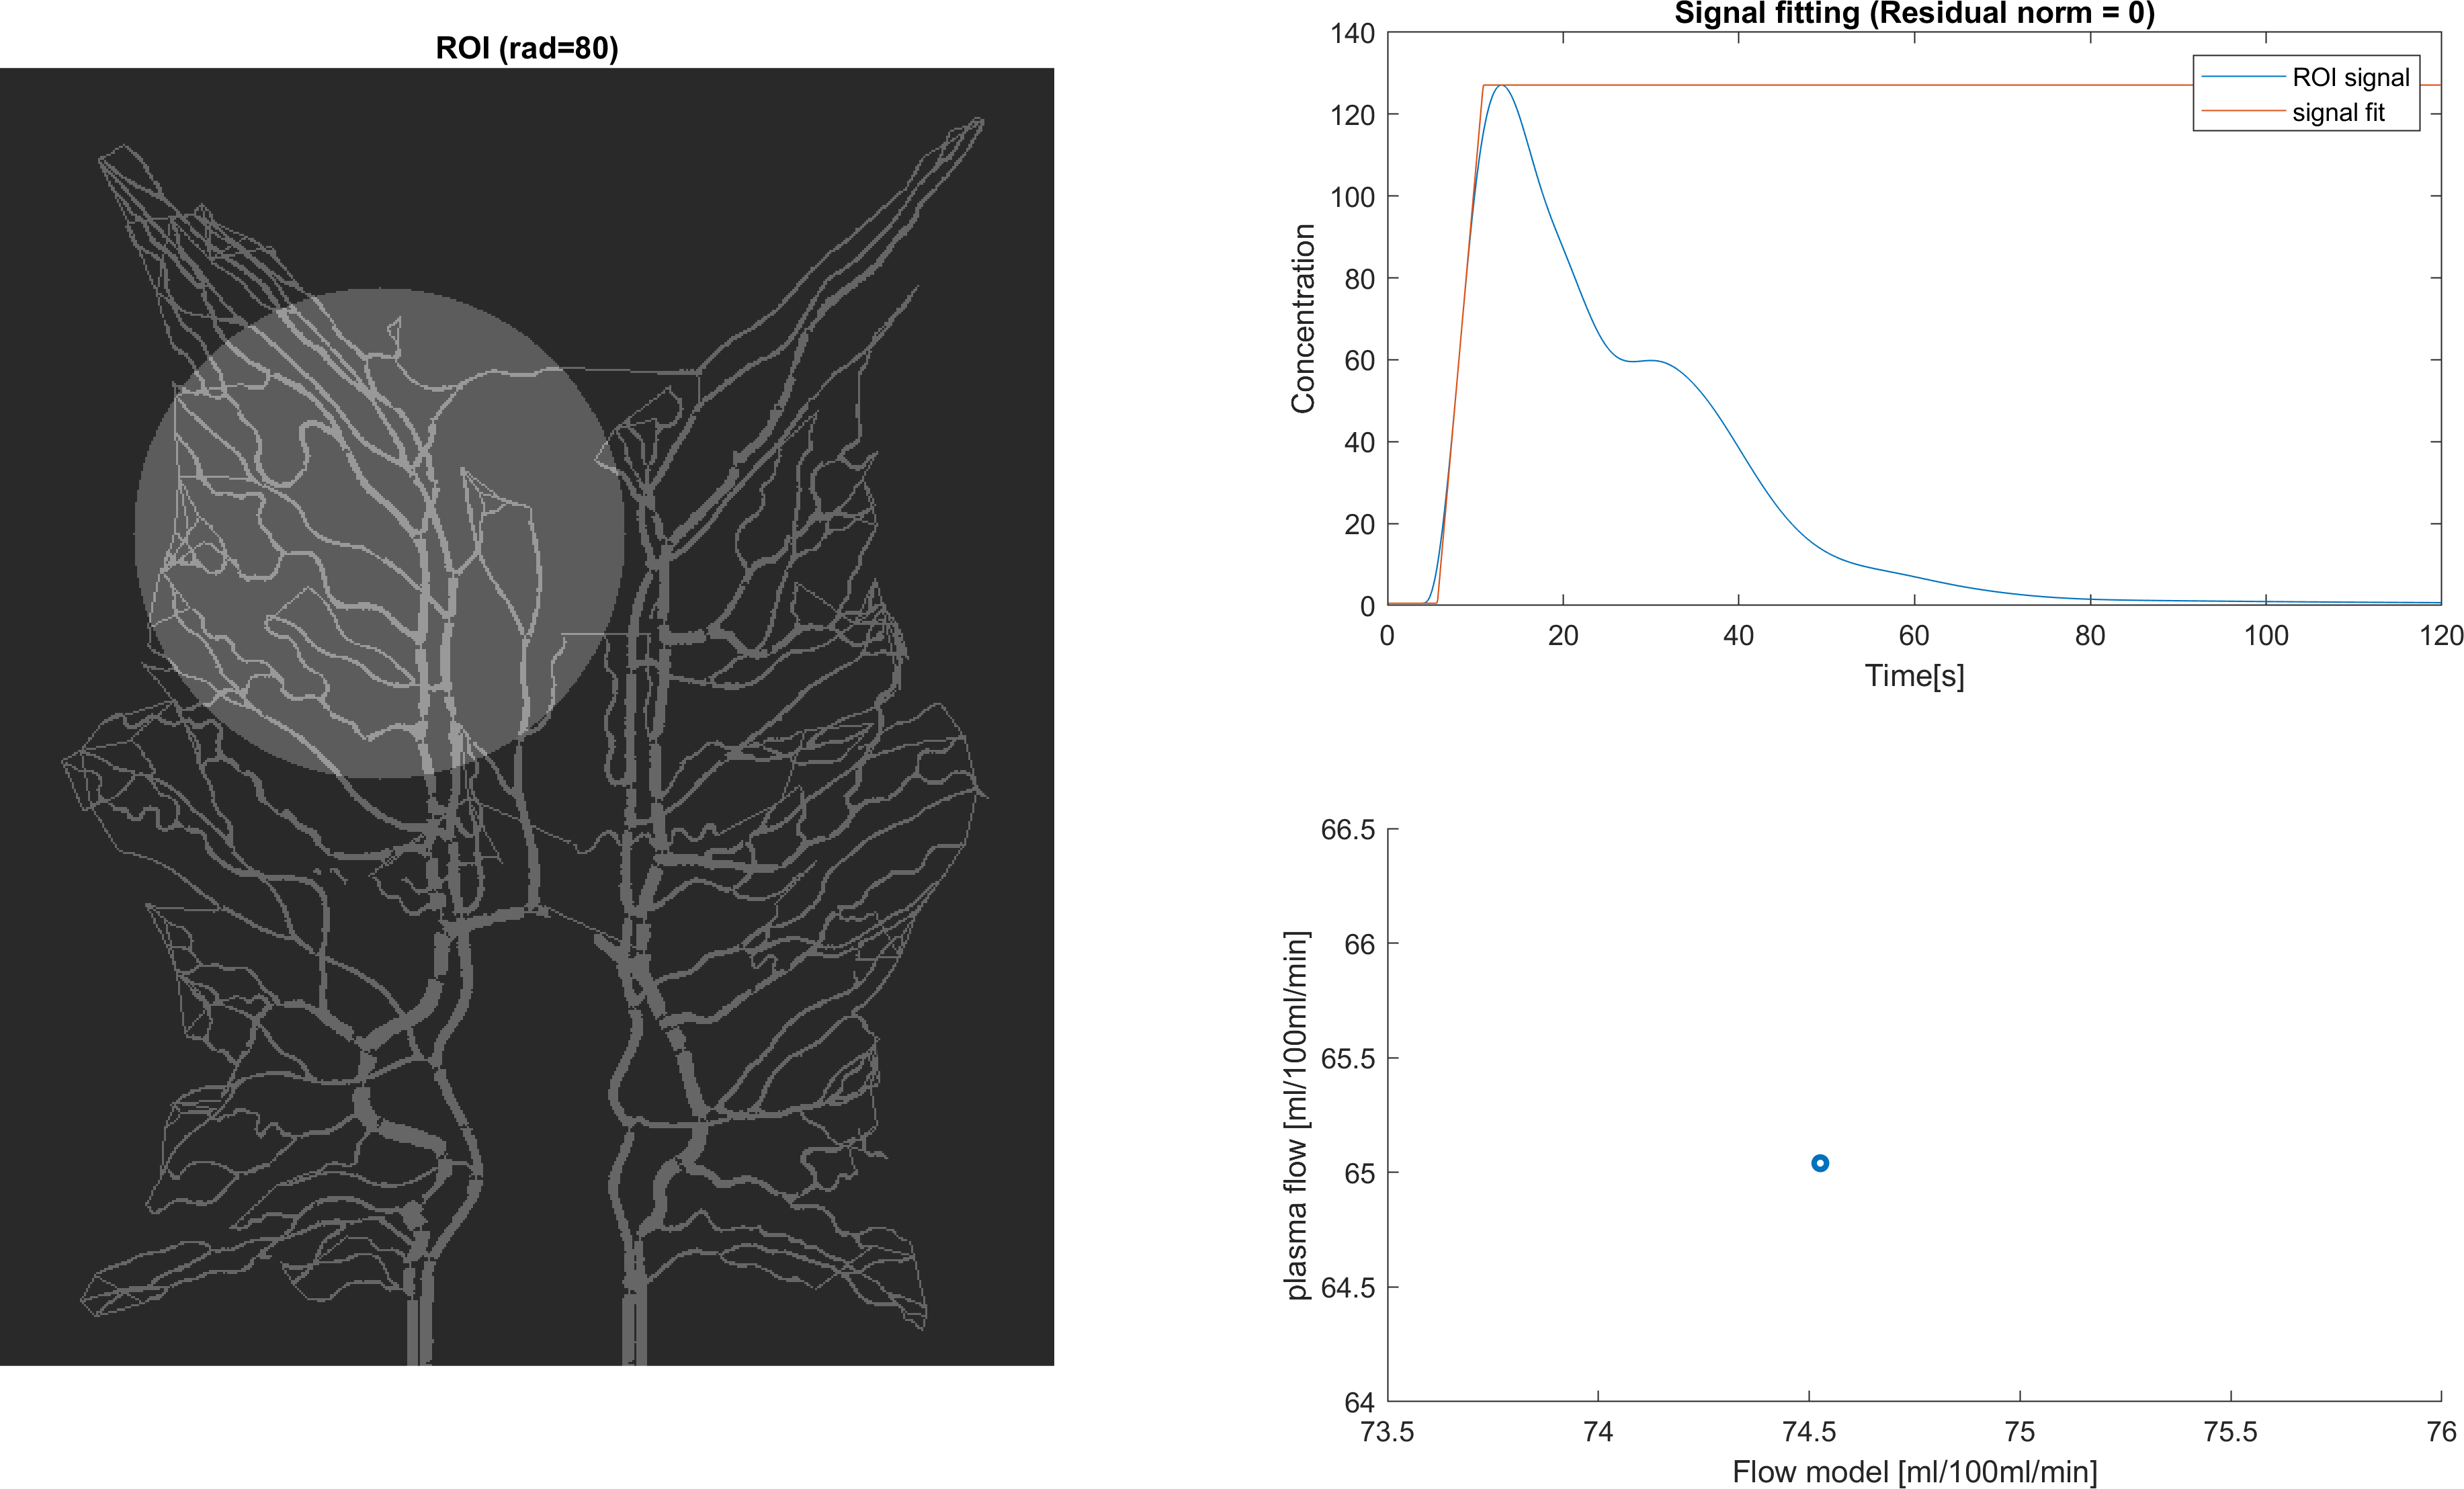 ROI (rad=80)
Signal fitting (Residual norm = 0)
140
120
100
80
60
40
20
0
Concentration
ROI signal
signal fit
0 20 40 60 80 100 120
Time[s]
66.5
66
65.5
65
64.5
64
plasma flow [ml/100ml/min]
73.5 74 74.5 75 75.5 76
Flow model [ml/100ml/min]